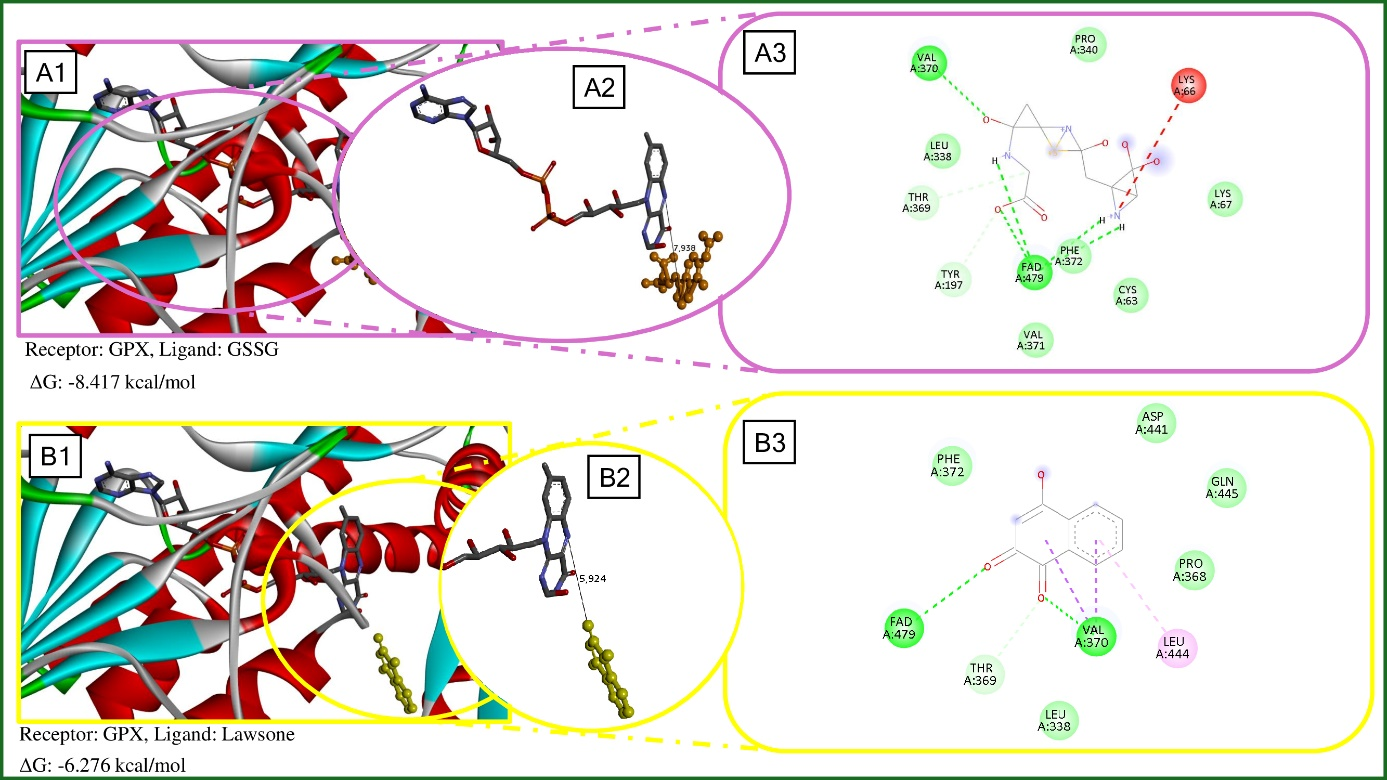 A1
A2
7,938
Receptor: GPX, Ligand: GSSG
ΔG: -8.417 kcal/mol
A3
PRO
A:340
VAL
A:370
LYS
A:66
LEU
A:338
THR
A:369
LYS
A:67
TYR
A:197
FAD
A:479
PHE
A:372
CYS
A:63
VAL
A:371
O
N
H
O
O
N
O
O
O
H
N
H
B1
B2
5,924
Receptor: GPX, Ligand: Lawsone
ΔG: -6.276 kcal/mol
B3
ASP
A:441
PHE
A:372
GLN
A:445
PRO
A:368
FAD
A:479
VAL
A:370
LEU
A:444
THR
A:369
LEU
A:338
O
O
O